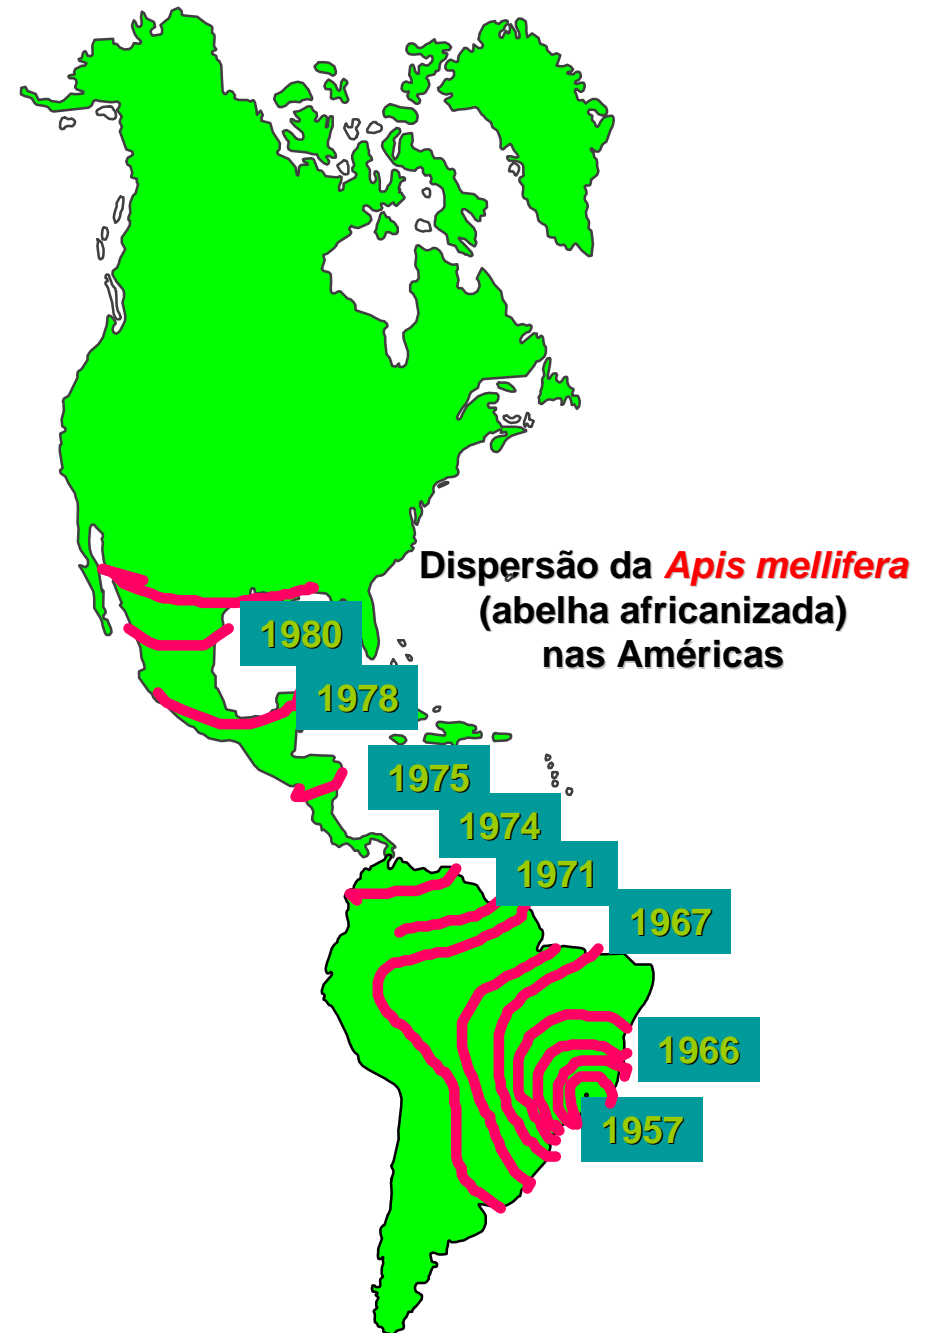 Dispersão da Apis mellifera
(abelha africanizada)
nas Américas
1980
1978
1975
1974
1971
1967
1966
1957